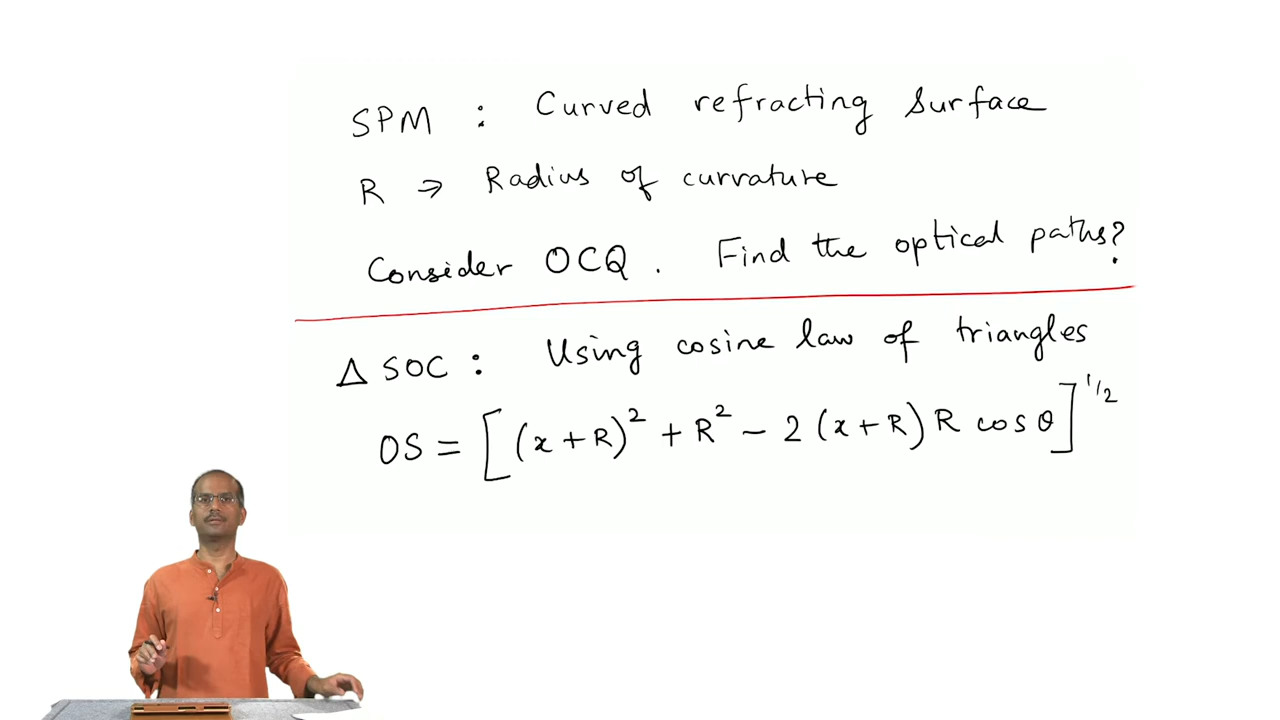 SPM : Curved refracting surface
R → Radius of curvature
Consider OCQ . Find the optical paths?
Δ SOC : Using cosine law of triangles
OS = [(x+R)² + R² - 2(x+R) R cosθ]^1/2